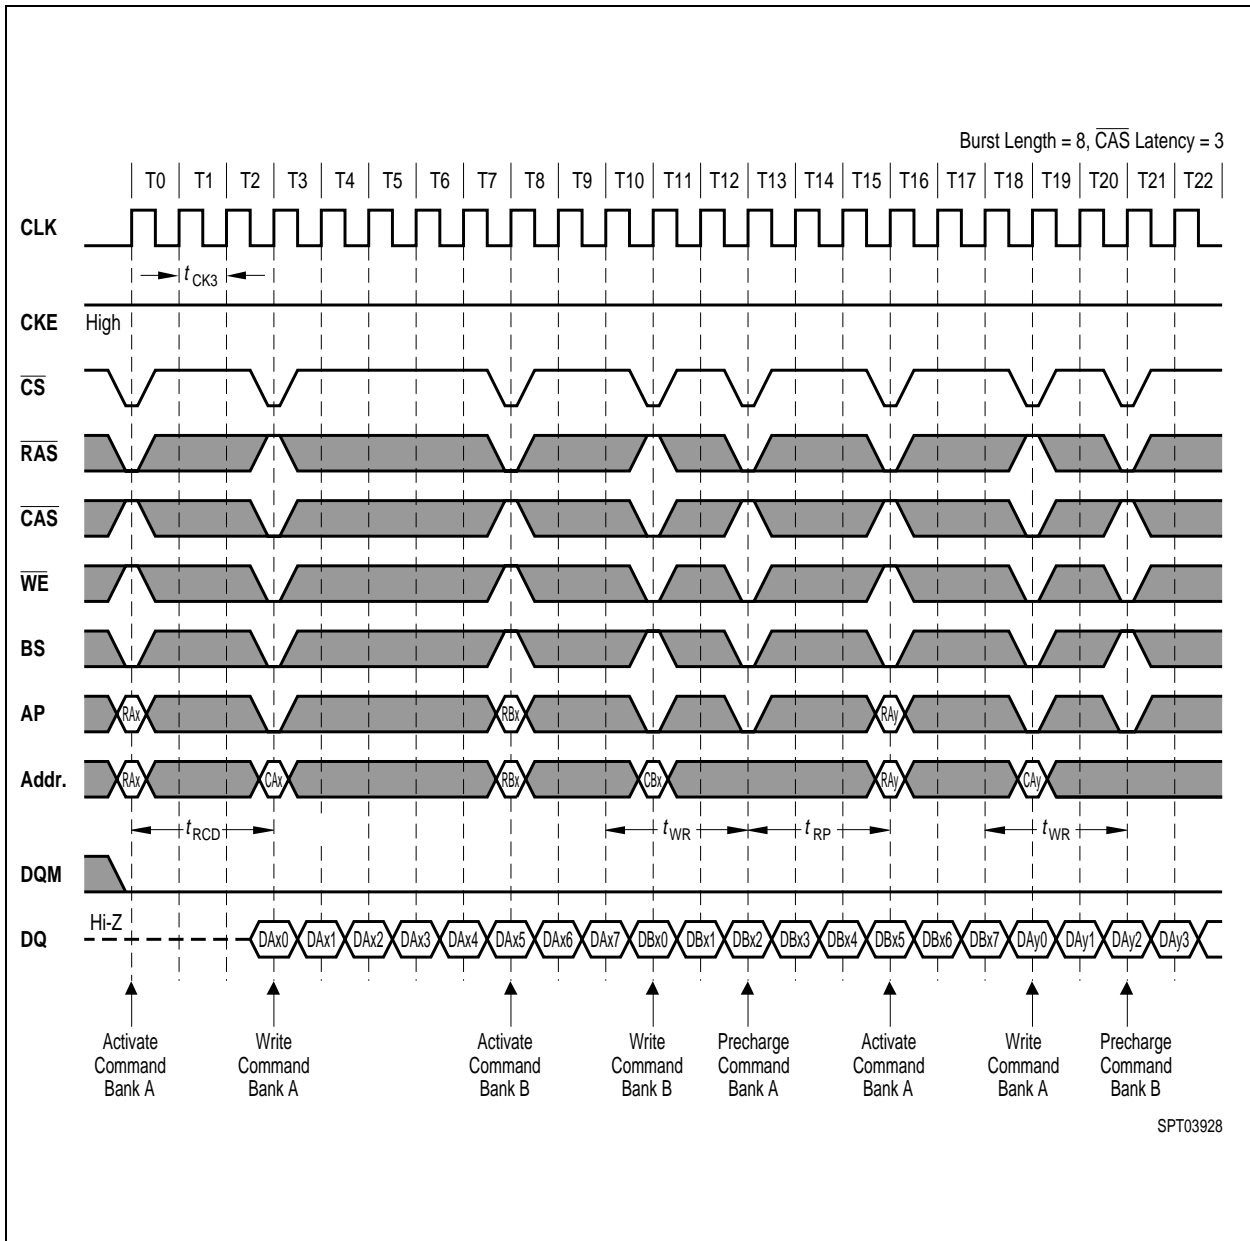 Burst Length = 8, CAS Latency = 3
T0 T1 T2 T3 T4 T5 T6 T7 T8 T9 T10 T11 T12 T13 T14 T15 T16 T17 T18 T19 T20 T21 T22
CLK
t CK3
CKE High
CS
RAS
CAS
WE
BS
AP RAx RBx RAy
Addr. RAx CAx RBx CBx RAy CAy
t RCD t WR t RP t WR
DQM
Hi-Z
DQ DAx0 DAx1 DAx2 DAx3 DAx4 DAx5 DAx6 DAx7 DBx0 DBx1 DBx2 DBx3 DBx4 DBx5 DBx6 DBx7 DAy0 DAy1 DAy2 DAy3
Activate Write Activate Write Precharge Activate Write Precharge
Command Command Command Command Command Command Command Command
Bank A Bank A Bank B Bank B Bank A Bank A Bank A Bank B
SPT03928